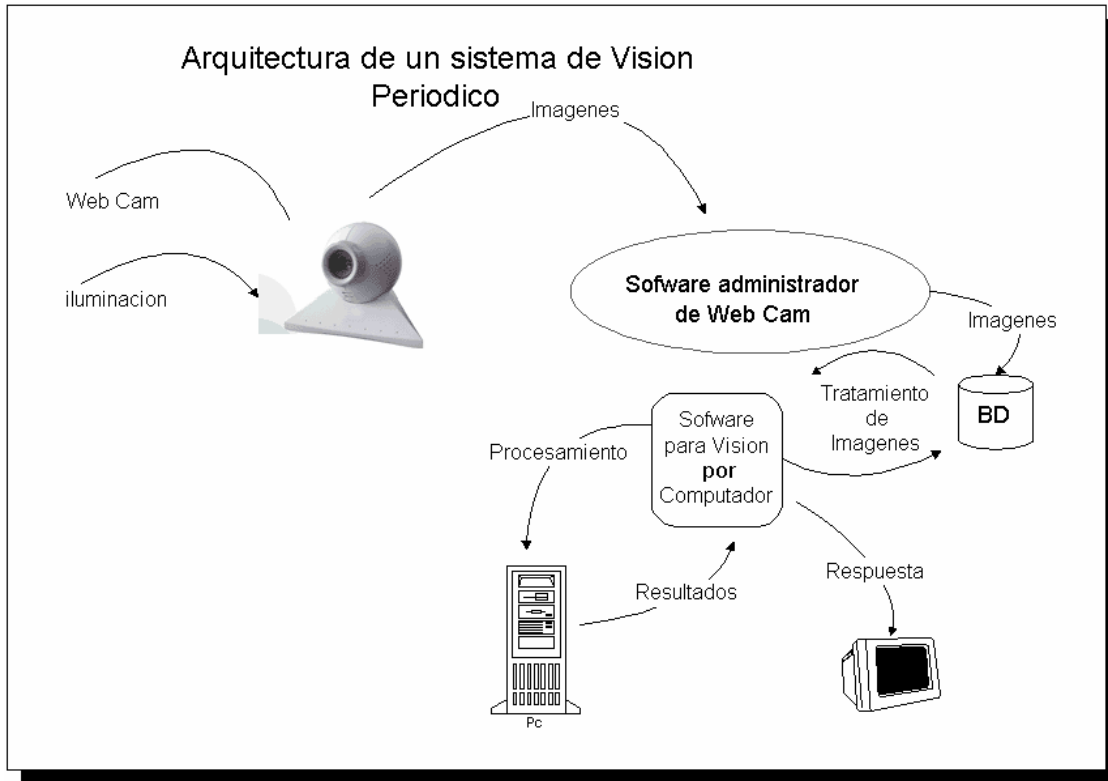 Arquitectura de un sistema de Vision
Periodico
Imagenes
Web Cam
iluminacion
Sofware administrador
de Web Cam
Imagenes
Tratamiento
de
Imagenes
BD
Sofware
para Vision
por
Computador
Procesamiento
Resultados
Respuesta
Pc